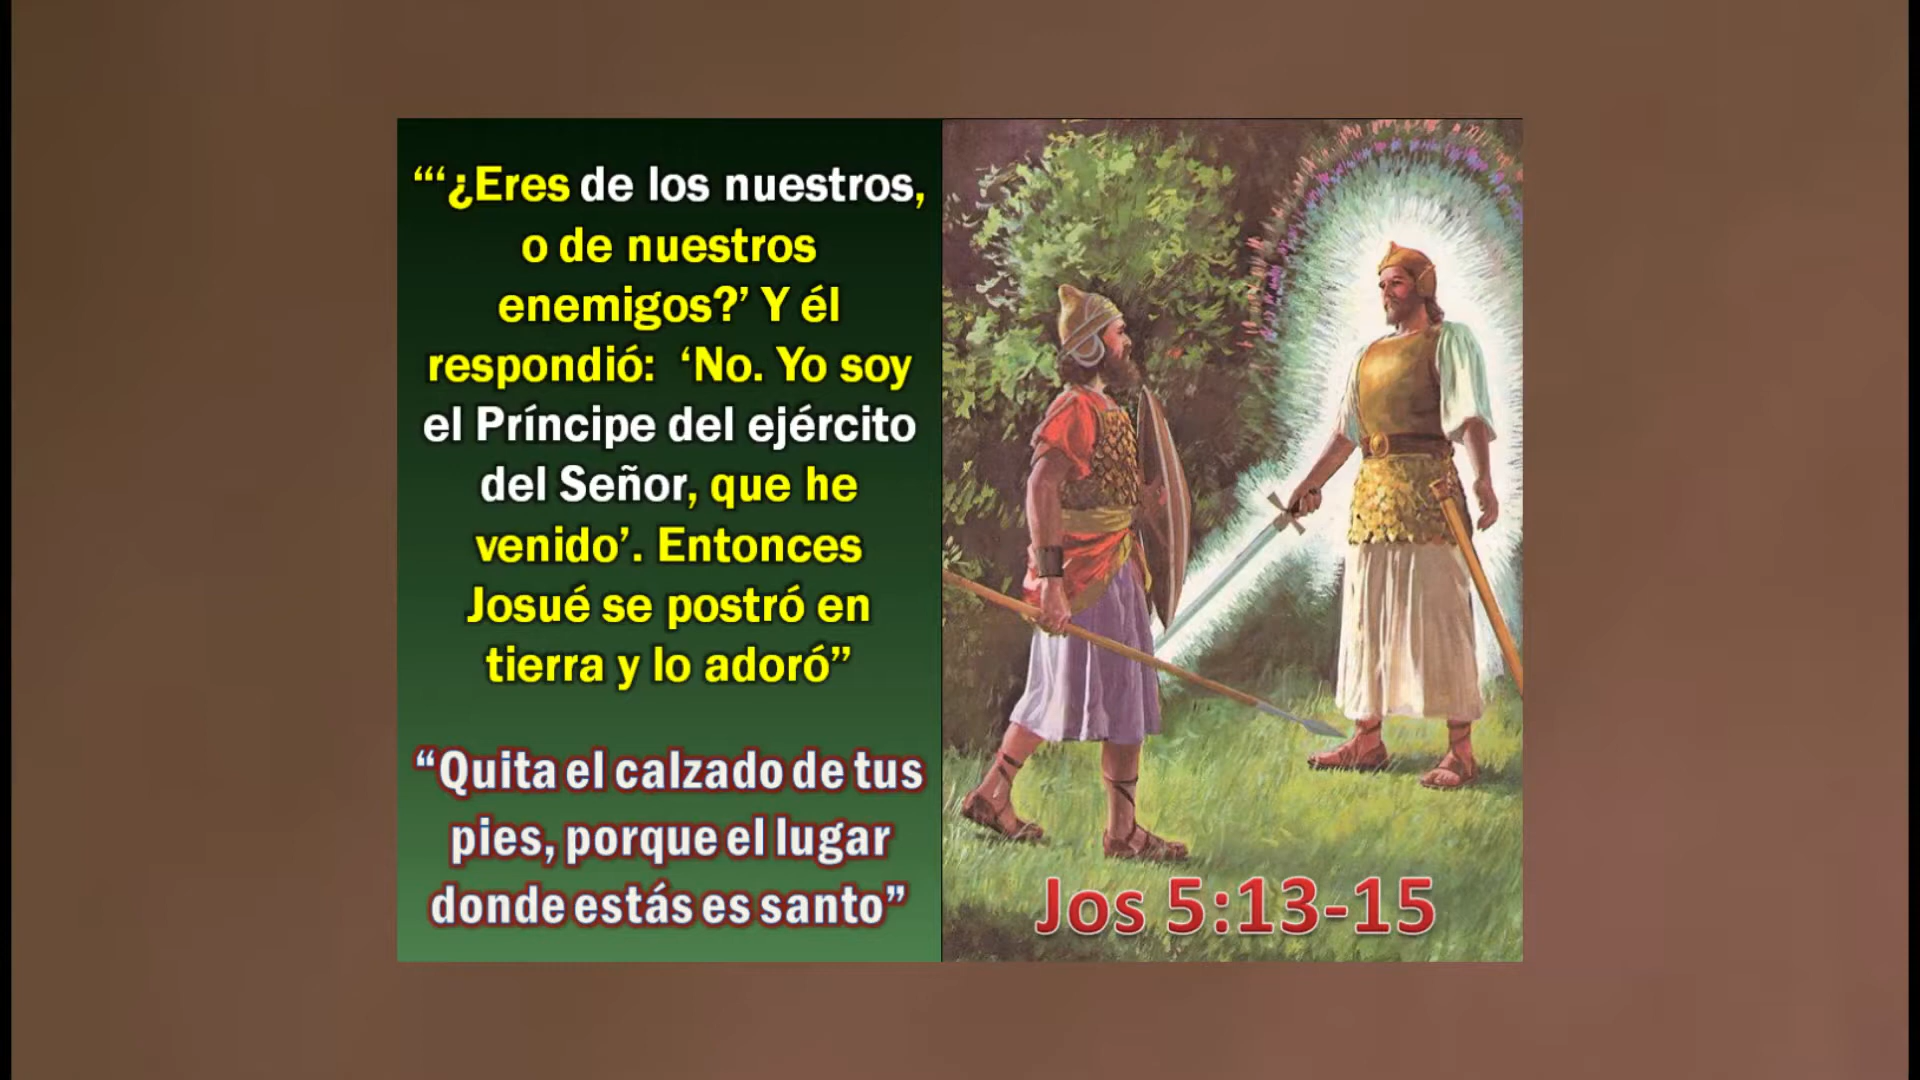 “‘¿Eres de los nuestros,
o de nuestros
enemigos?’ Y él
respondió:  ‘No. Yo soy
el Príncipe del ejército
del Señor, que he
venido’. Entonces
Josué se postró en
tierra y lo adoró”
“Quita el calzado de tus
pies, porque el lugar
donde estás es santo”
Jos 5:13-15